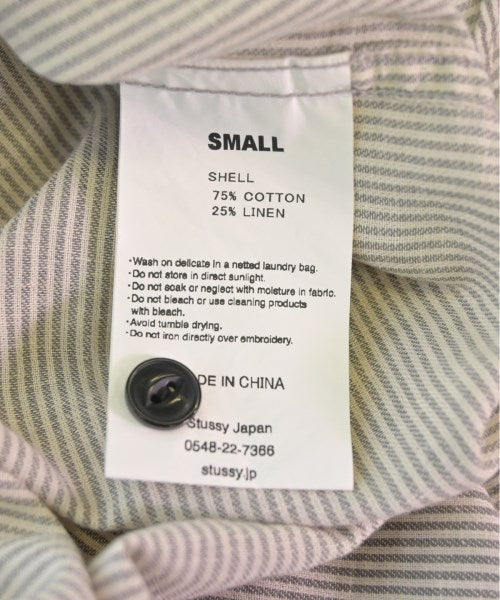 SMALL
SHELL
75% COTTON
25% LINEN
·Wash on delicate in a netted laundry bag.
·Do not store in direct sunlight.
·Do not soak or neglect with moisture in fabric.
·Do not bleach or use cleaning products
with bleach.
·Avoid tumble drying.
·Do not iron directly over embroidery.
DE IN CHINA
Stussy Japan
0548-22-7366
stussy.jp